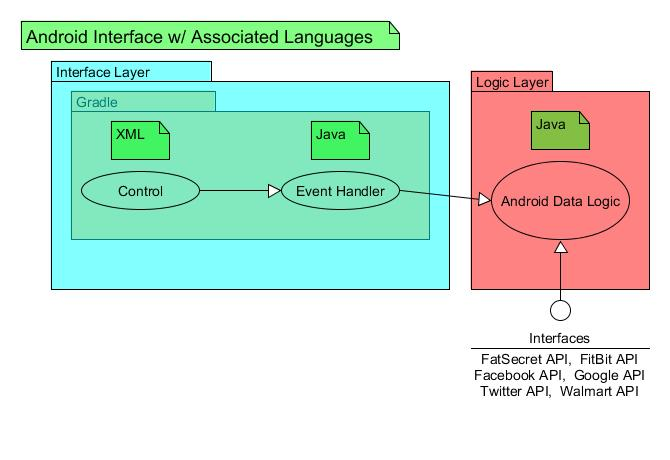 Android Interface w/ Associated Languages
Interface Layer
Gradle
XML
Java
Control
Event Handler
Logic Layer
Java
Android Data Logic
Interfaces
FatSecret API,  FitBit API
Facebook API,  Google API
Twitter API,  Walmart API